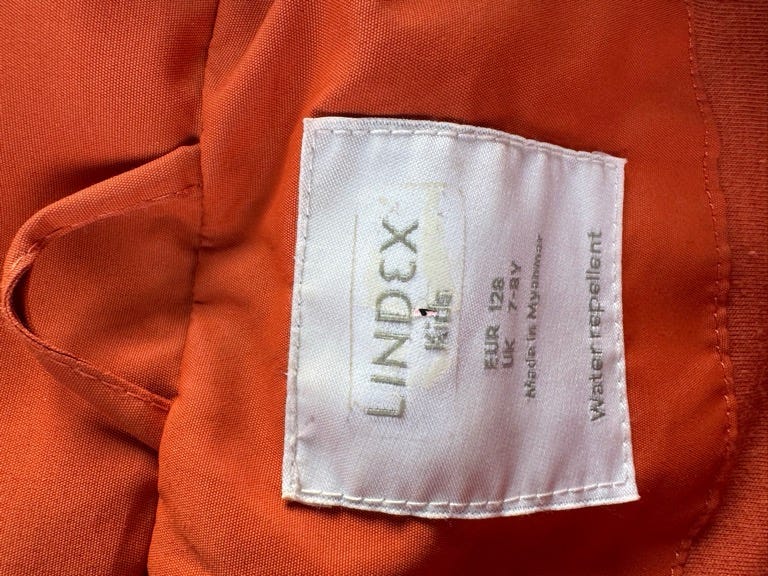 LINDEX
Kids
EUR 128
UK 7-8Y
Made in Myanmar
Water repellent